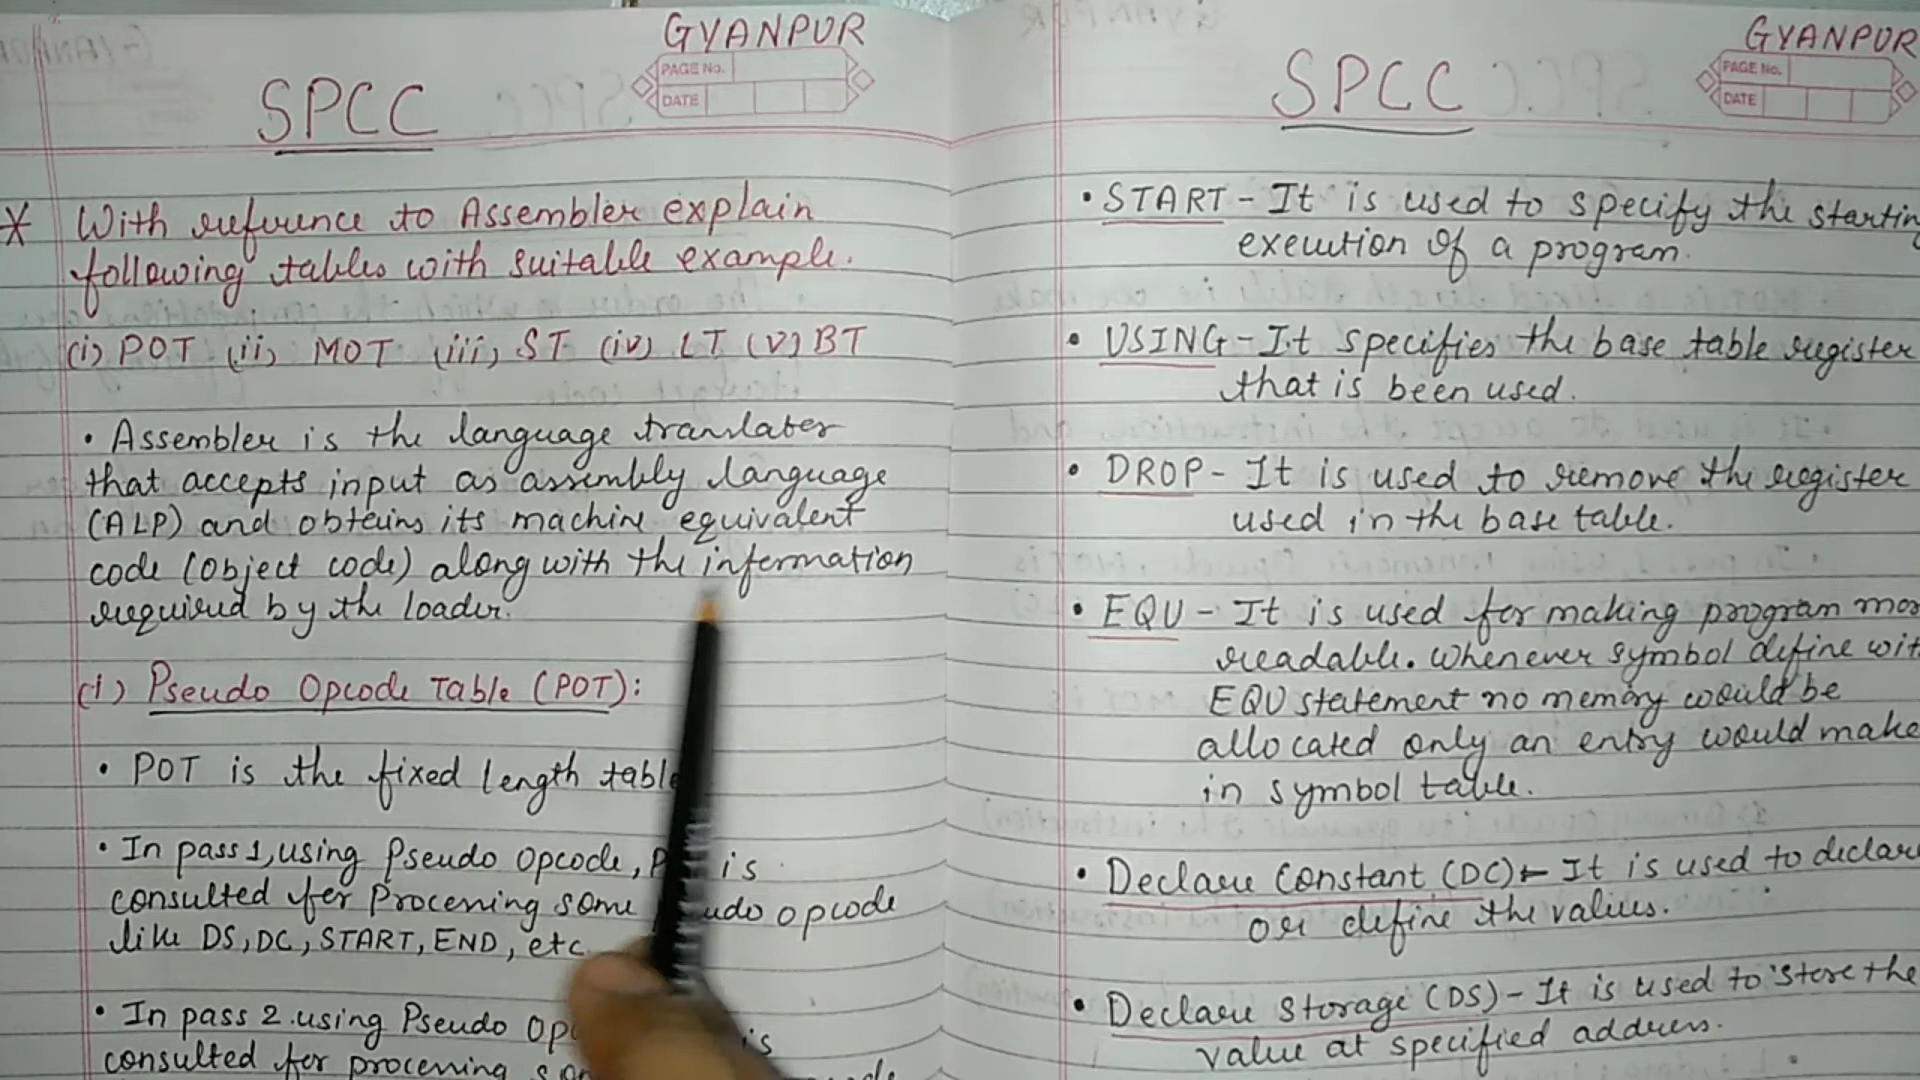 GYANPUR
PAGE No.
DATE
SPCC
* With reference to Assembler explain
following tables with suitable example.
(i) POT (ii) MOT (iii) ST (iv) LT (v) BT
• Assembler is the language translater
that accepts input as assembly language
(ALP) and obtains its machine equivalent
code (object code) along with the information
required by the loader.
(i) Pseudo Opcode Table (POT):
• POT is the fixed length table
• In pass 1, using Pseudo Opcode, is
consulted for Processing some opcode
like DS, DC, START, END, etc.
• In pass 2 using Pseudo is
consulted for processing
GYANPUR
PAGE No.
DATE
SPCC
• START - It is used to specify the startin
execution of a program.
• USING - It specifies the base table register
that is been used.
• DROP - It is used to remove the register
used in the base table.
• EQU - It is used for making program mor
readable. Whenever symbol define wit
EQU statement no memory would be
allocated only an entry would make
in symbol table.
• Declare Constant (DC) - It is used to declare
or define the values.
• Declare Storage (DS) - It is used to store the
value at specified address.